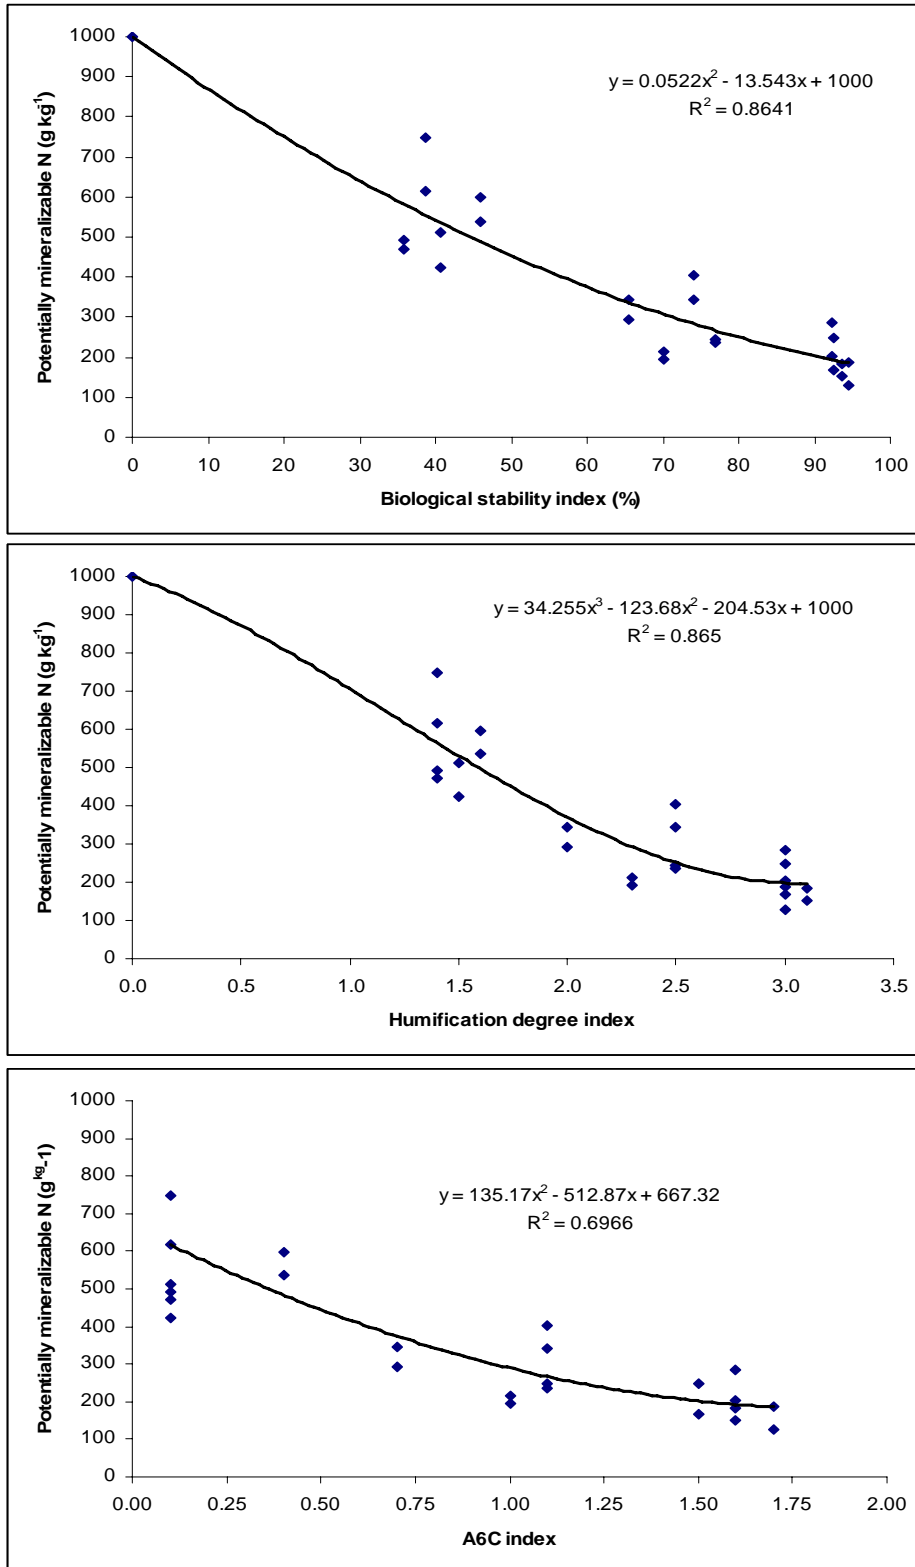 1000
900
800
700
600
500
400
300
200
100
0
Potentially mineralizable N (g kg⁻¹)
y = 0.0522x² - 13.543x + 1000
R² = 0.8641
0 10 20 30 40 50 60 70 80 90 100
Biological stability index (%)
1000
900
800
700
600
500
400
300
200
100
0
Potentially mineralizable N (g kg⁻¹)
y = 34.255x³ - 123.68x² - 204.53x + 1000
R² = 0.865
0.0 0.5 1.0 1.5 2.0 2.5 3.0 3.5
Humification degree index
1000
900
800
700
600
500
400
300
200
100
0
Potentially mineralizable N (g^kg-1)
y = 135.17x² - 512.87x + 667.32
R² = 0.6966
0.00 0.25 0.50 0.75 1.00 1.25 1.50 1.75 2.00
A6C index